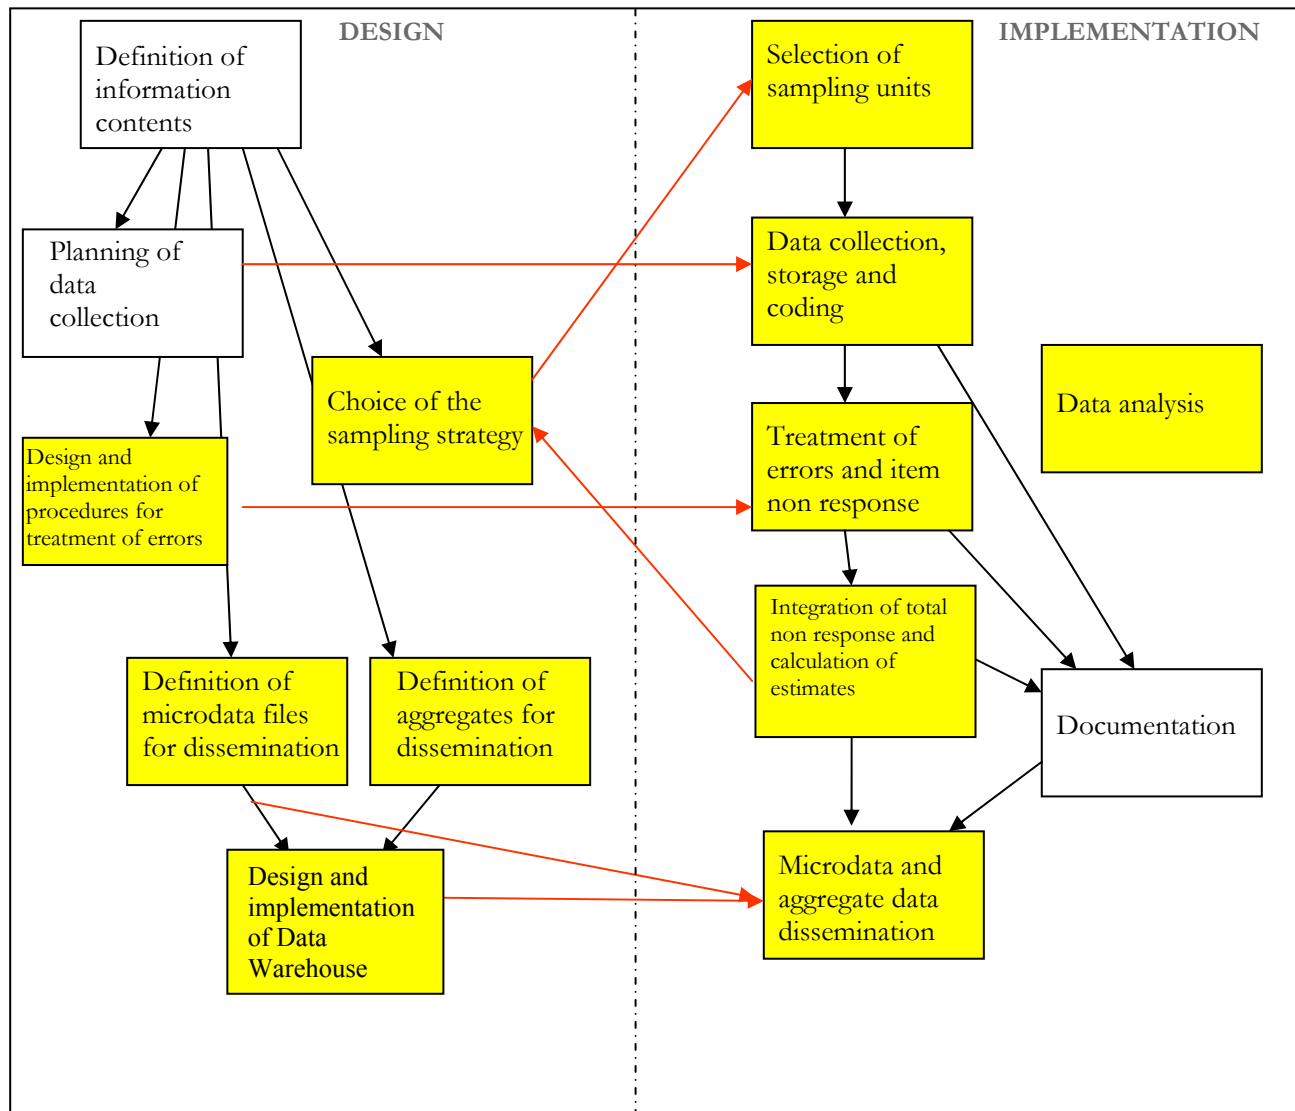 DESIGN
Definition of
information
contents
Planning of
data
collection
Choice of the
sampling strategy
Design and
implementation of
procedures for
treatment of errors
Definition of
microdata files
for dissemination
Definition of
aggregates for
dissemination
Design and
implementation
of Data
Warehouse
IMPLEMENTATION
Selection of
sampling units
Data collection,
storage and
coding
Data analysis
Treatment of
errors and item
non response
Integration of total
non response and
calculation of
estimates
Documentation
Microdata and
aggregate data
dissemination